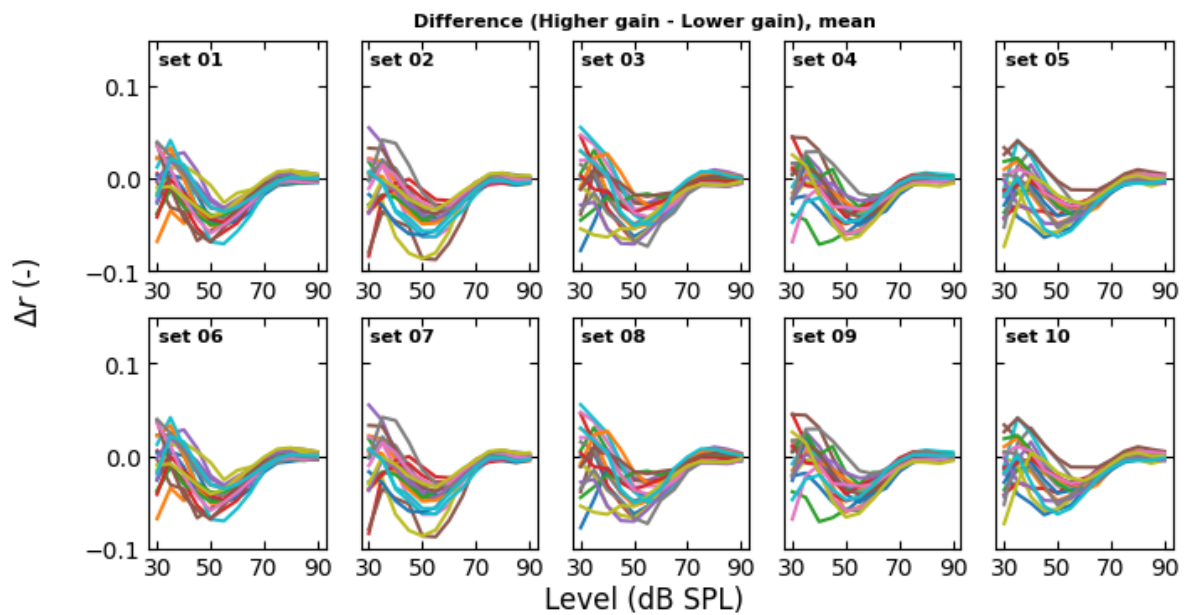 Difference (Higher gain - Lower gain), mean
set 01 set 02 set 03 set 04 set 05
0.1
0.0
−0.1
30 50 70 90 30 50 70 90 30 50 70 90 30 50 70 90 30 50 70 90
Δr (-)
set 06 set 07 set 08 set 09 set 10
0.1
0.0
−0.1
30 50 70 90 30 50 70 90 30 50 70 90 30 50 70 90 30 50 70 90
Level (dB SPL)